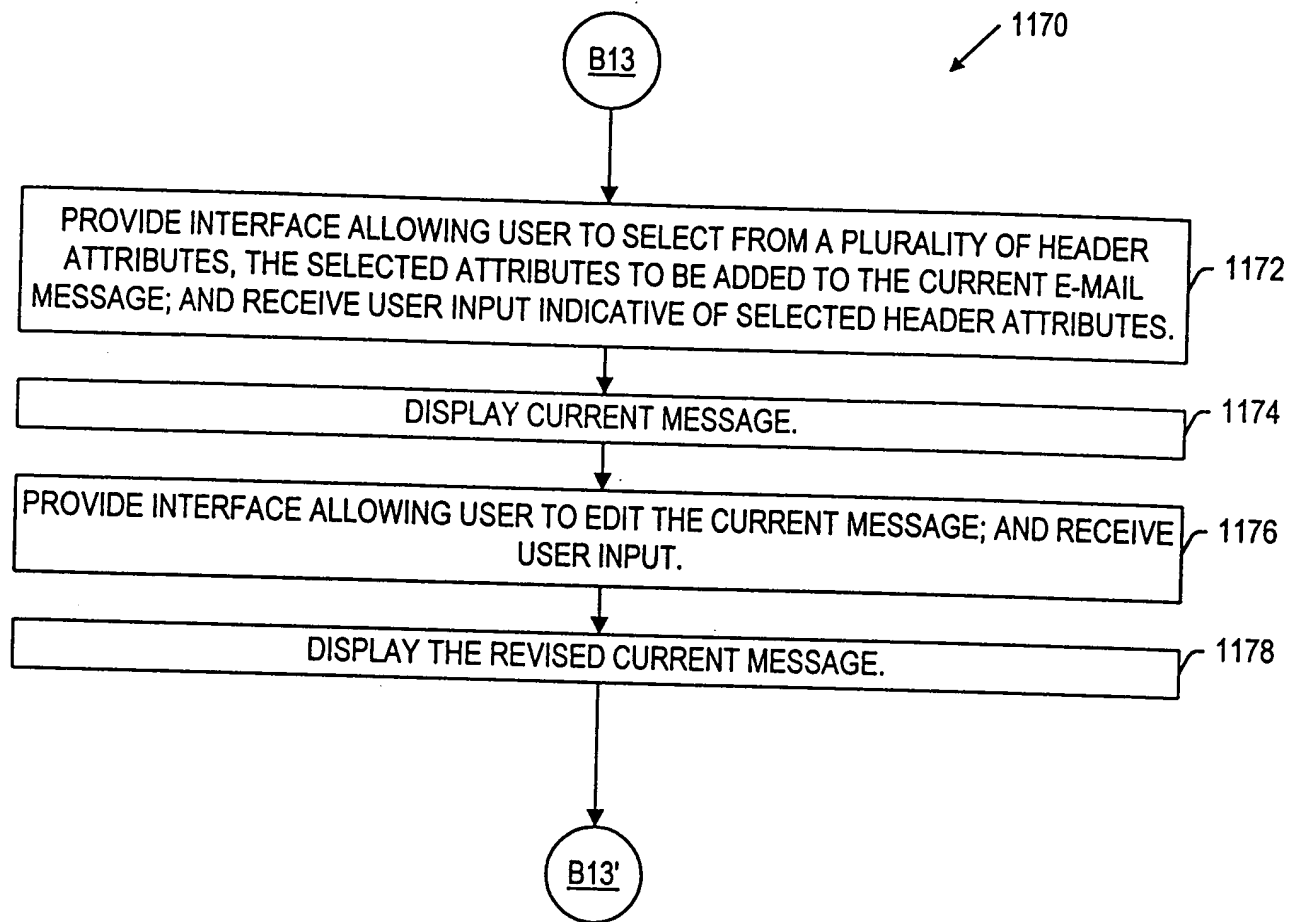 1170
B13
PROVIDE INTERFACE ALLOWING USER TO SELECT FROM A PLURALITY OF HEADER
ATTRIBUTES, THE SELECTED ATTRIBUTES TO BE ADDED TO THE CURRENT E-MAIL
MESSAGE; AND RECEIVE USER INPUT INDICATIVE OF SELECTED HEADER ATTRIBUTES.
1172
DISPLAY CURRENT MESSAGE.
1174
PROVIDE INTERFACE ALLOWING USER TO EDIT THE CURRENT MESSAGE; AND RECEIVE
USER INPUT.
1176
DISPLAY THE REVISED CURRENT MESSAGE.
1178
B13'